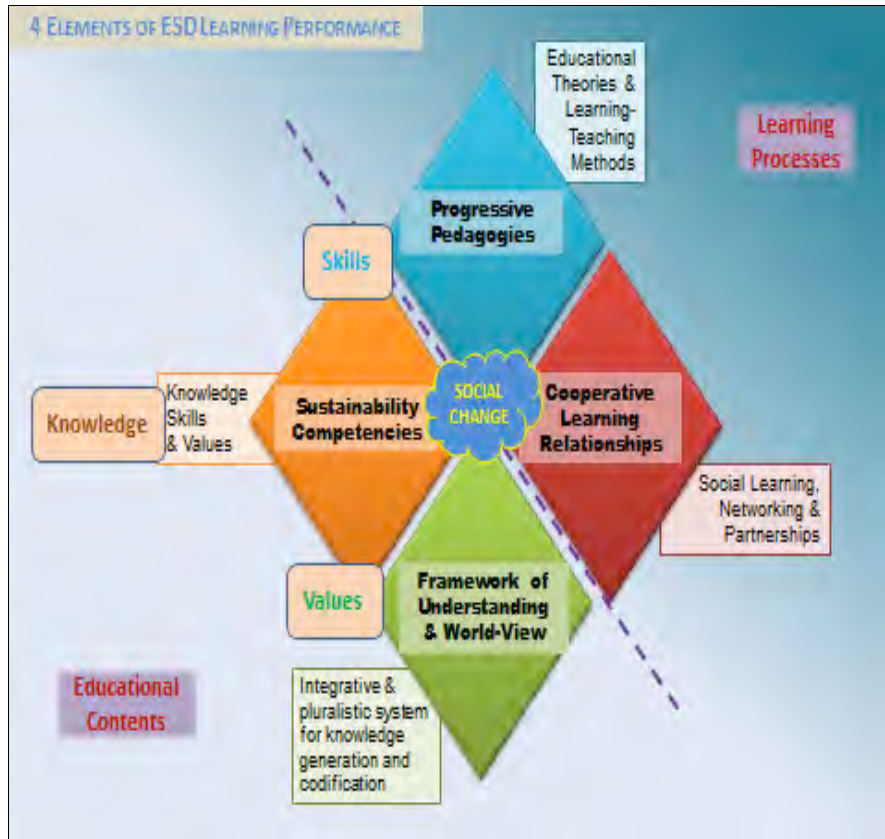 4 ELEMENTS OF ESD LEARNING PERFORMANCE
Educational
Theories &
Learning-
Teaching
Methods
Learning
Processes
Progressive
Pedagogies
Skills
Knowledge
Knowledge
Skills
& Values
Sustainability
Competencies
SOCIAL
CHANGE
Cooperative
Learning
Relationships
Social Learning,
Networking &
Partnerships
Values
Framework of
Understanding
& World-View
Educational
Contents
Integrative &
pluralistic system
for knowledge
generation and
codification